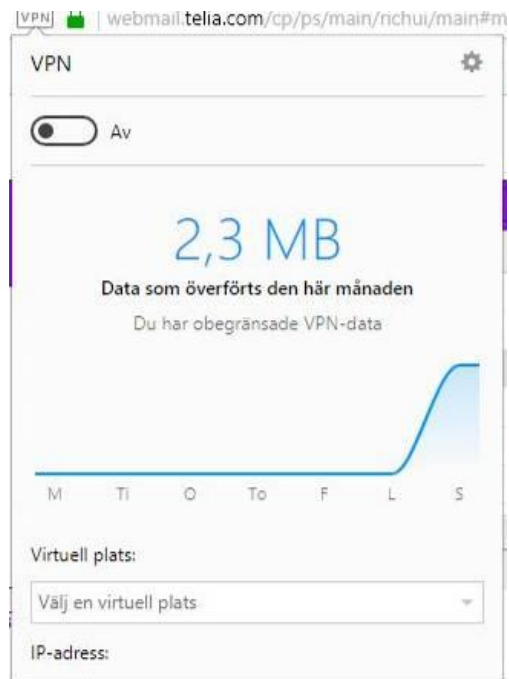 VPN webmail.telia.com/cp/ps/main/richui/main#m
VPN
Av
2,3 MB
Data som överförts den här månaden
Du har obegränsade VPN-data
M Ti O To F L S
Virtuell plats:
Välj en virtuell plats
IP-adress: